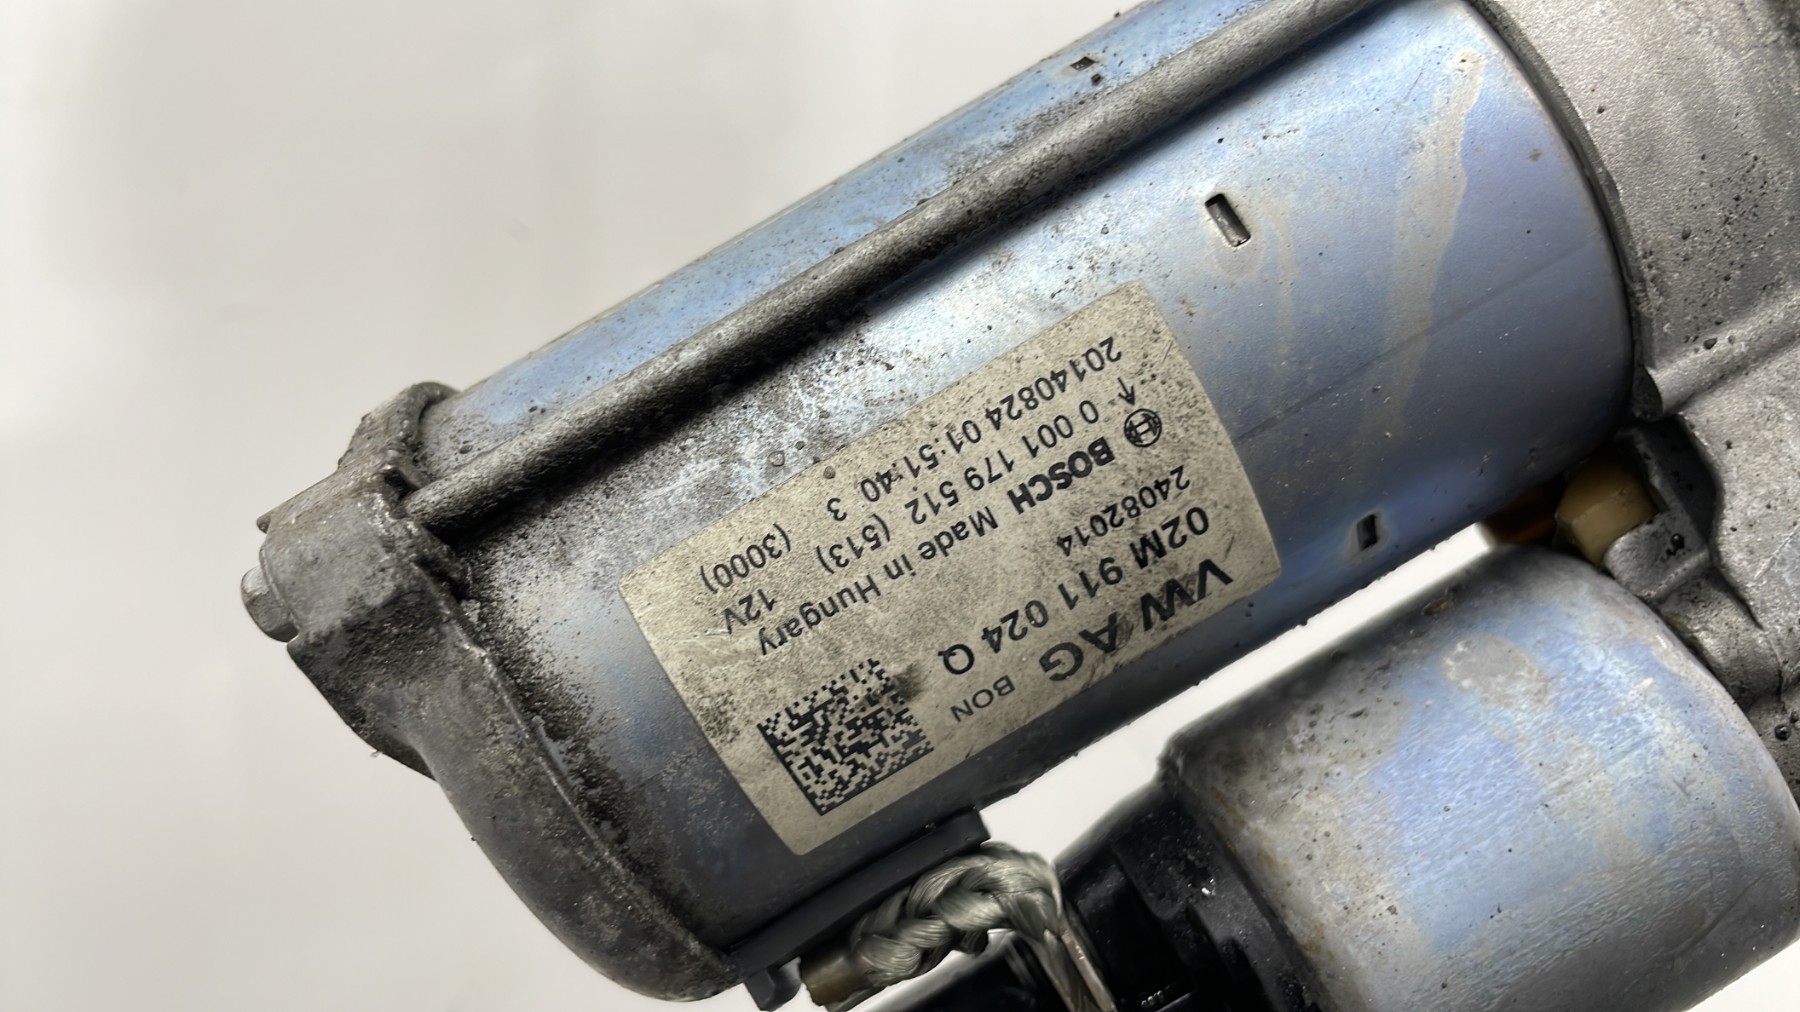 VW AG BON
02M 911 024 Q
24082014
BOSCH Made in Hungary
0 001 179 512 (513) 12V
20140824 01:51:40 3 (3000)